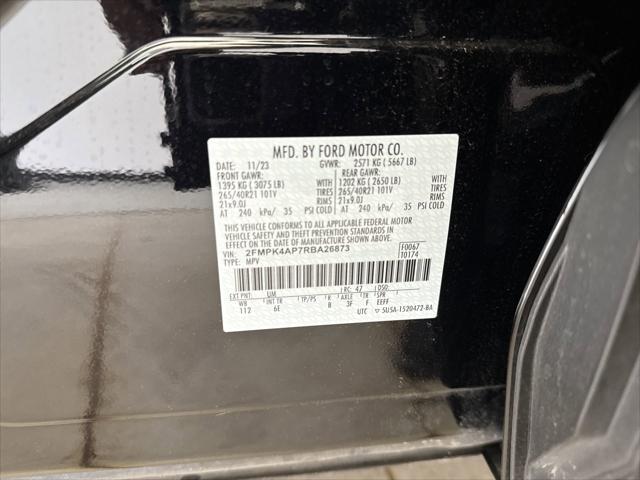 MFD. BY FORD MOTOR CO.
DATE: 11/23 GVWR: 2571 KG ( 5667 LB)
FRONT GAWR: REAR GAWR:
1395 KG ( 3075 LB) WITH 1202 KG ( 2650 LB) WITH
265/40R21 101V TIRES 265/40R21 101V TIRES
21x9.0J RIMS 21x9.0J RIMS
AT 240 kPa/ 35 PSI COLD AT 240 kPa/ 35 PSI COLD
THIS VEHICLE CONFORMS TO ALL APPLICABLE FEDERAL MOTOR
VEHICLE SAFETY AND THEFT PREVENTION STANDARDS IN EFFECT
ON THE DATE OF MANUFACTURE SHOWN ABOVE.
VIN: 2FMPK4AP7RBA26873 F0067
TYPE: MPV T0174
EXT PNT: UM RC: 47 DSO:
WB INT TR TP/PS R AXLE TR SPR
112 6E B 3F F EEFF
UTC ▽ 5U5A-1520472-BA